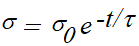 σ = σ₀ e^{-t/τ}